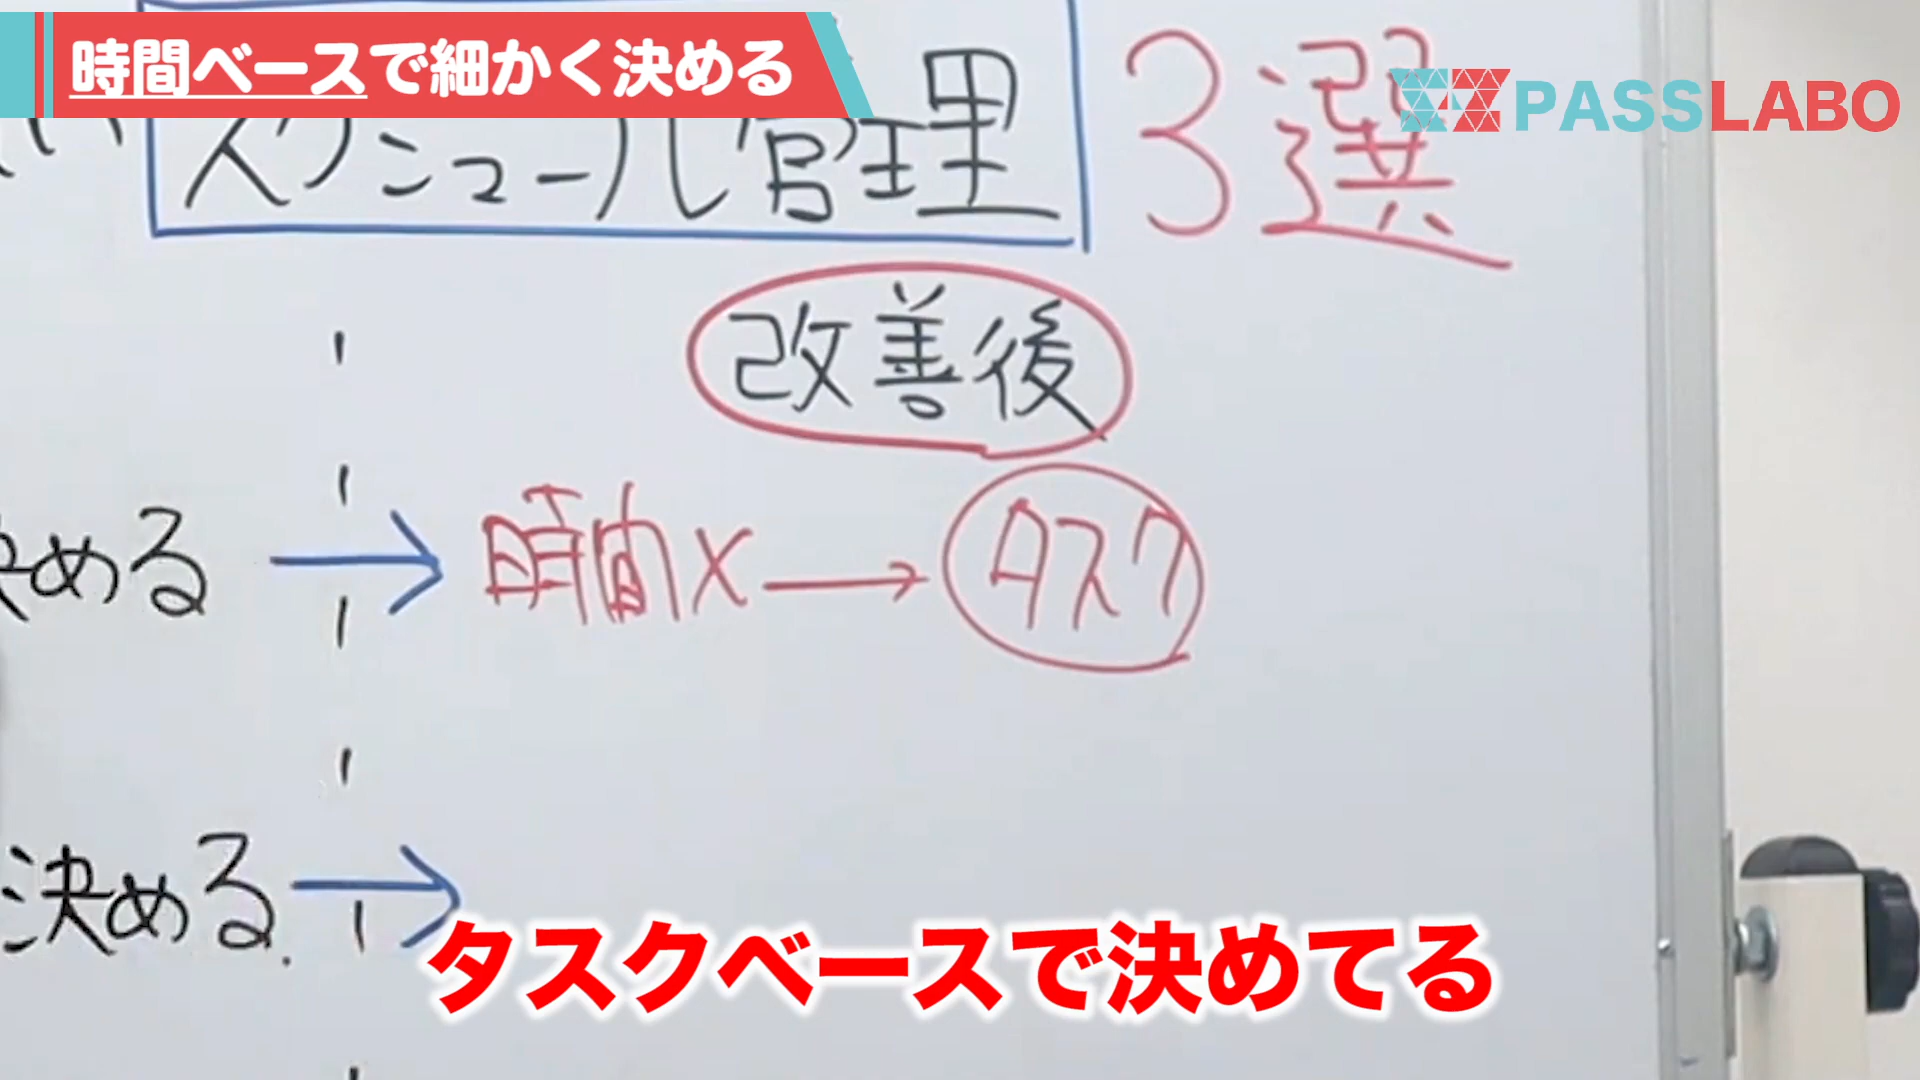 時間ベースで細かく決める
PASSLABO
スケジュール管理 3選
改善後
決める → 時間× → タスク
決める. →
タスクベースで決めてる